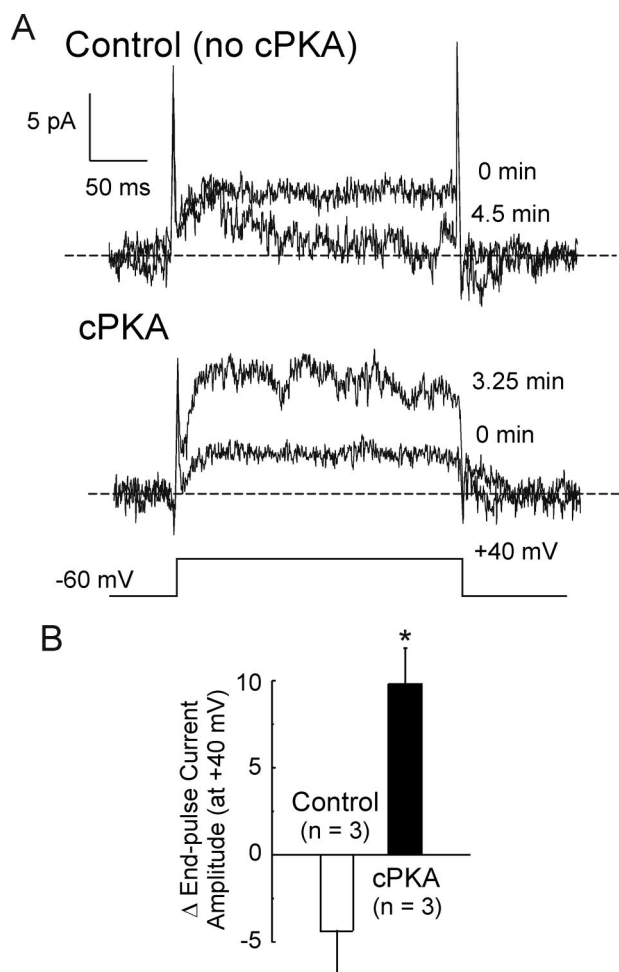 A
Control (no cPKA)
5 pA
50 ms
0 min
4.5 min
cPKA
3.25 min
0 min
-60 mV
+40 mV
B
Δ End-pulse Current
Amplitude (at +40 mV)
10
5
0
-5
*
Control
(n = 3)
cPKA
(n = 3)